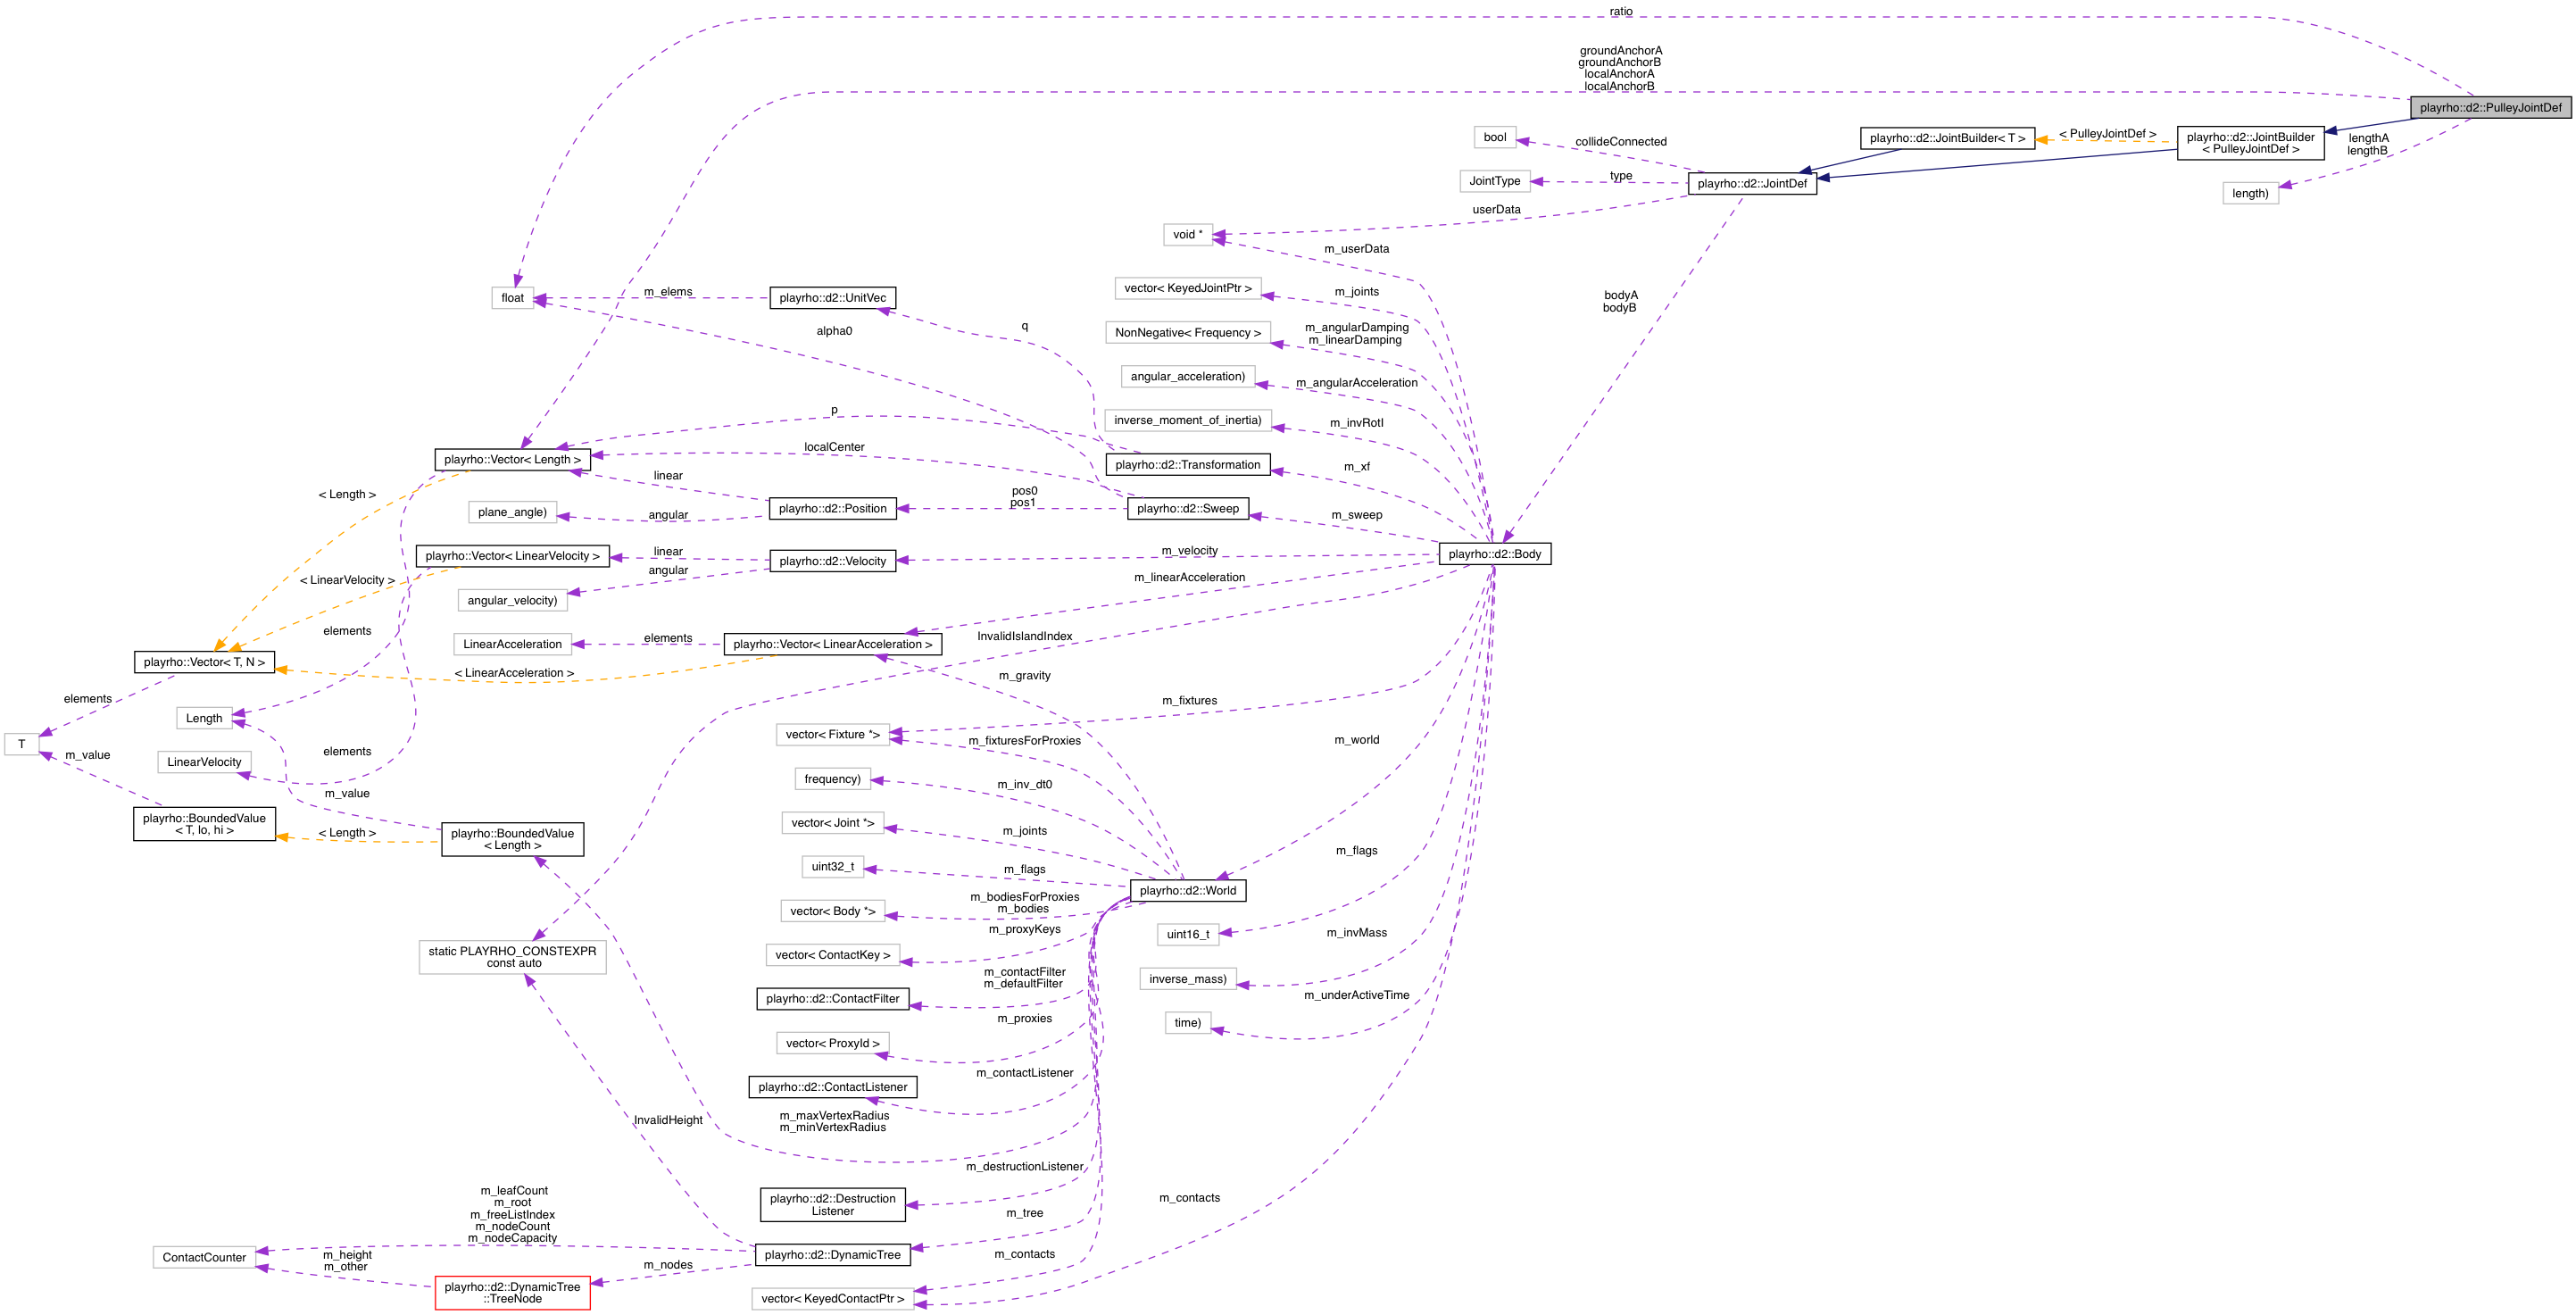 ratio
groundAnchorA
groundAnchorB
localAnchorA
localAnchorB
playrho::d2::PulleyJointDef
bool
collideConnected
playrho::d2::JointBuilder< T >
< PulleyJointDef >
playrho::d2::JointBuilder
< PulleyJointDef >
lengthA
lengthB
JointType
type
playrho::d2::JointDef
length)
userData
void *
m_userData
vector< KeyedJointPtr >
m_joints
float
m_elems
playrho::d2::UnitVec
bodyA
bodyB
alpha0
q
NonNegative< Frequency >
m_angularDamping
m_linearDamping
angular_acceleration)
m_angularAcceleration
p
inverse_moment_of_inertia)
m_invRotI
localCenter
playrho::Vector< Length >
playrho::d2::Transformation
m_xf
linear
< Length >
pos0
pos1
plane_angle)
angular
playrho::d2::Position
playrho::d2::Sweep
m_sweep
playrho::Vector< LinearVelocity >
linear
playrho::d2::Velocity
m_velocity
playrho::d2::Body
angular
< LinearVelocity >
m_linearAcceleration
angular_velocity)
elements
LinearAcceleration
elements
playrho::Vector< LinearAcceleration >
InvalidIslandIndex
playrho::Vector< T, N >
< LinearAcceleration >
m_gravity
elements
m_fixtures
Length
vector< Fixture *>
m_fixturesForProxies
m_world
T
m_value
elements
LinearVelocity
frequency)
m_inv_dt0
m_value
playrho::BoundedValue
< T, lo, hi >
< Length >
playrho::BoundedValue
< Length >
vector< Joint *>
m_joints
m_flags
uint32_t
m_flags
playrho::d2::World
vector< Body *>
m_bodiesForProxies
m_bodies
m_proxyKeys
uint16_t
m_invMass
static PLAYRHO_CONSTEXPR
const auto
vector< ContactKey >
m_contactFilter
m_defaultFilter
inverse_mass)
playrho::d2::ContactFilter
m_underActiveTime
m_proxies
time)
vector< ProxyId >
m_contactListener
playrho::d2::ContactListener
InvalidHeight
m_maxVertexRadius
m_minVertexRadius
m_destructionListener
playrho::d2::Destruction
Listener
m_contacts
m_leafCount
m_root
m_freeListIndex
m_nodeCount
m_nodeCapacity
m_tree
ContactCounter
m_height
m_other
playrho::d2::DynamicTree
m_contacts
m_nodes
playrho::d2::DynamicTree
::TreeNode
vector< KeyedContactPtr >